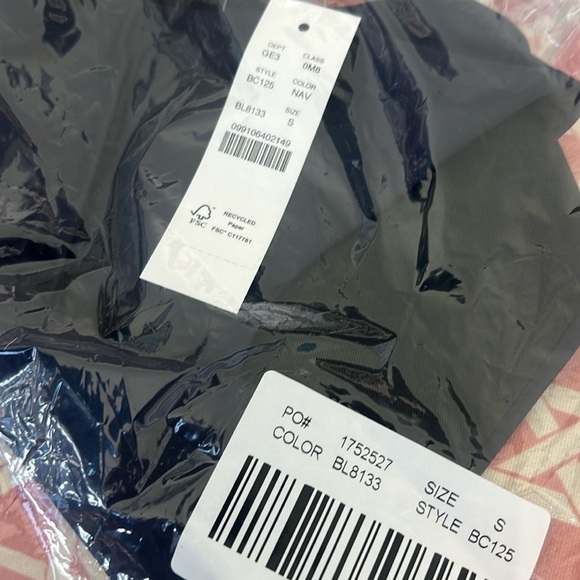 DEPT CLASS
GE3 0M8
STYLE COLOR
BC125 NAV
BL8133 SIZE
S
099106402149
FSC
RECYCLED
Paper
FSC® C117781
PO# 1752527 SIZE S
COLOR BL8133 STYLE BC125